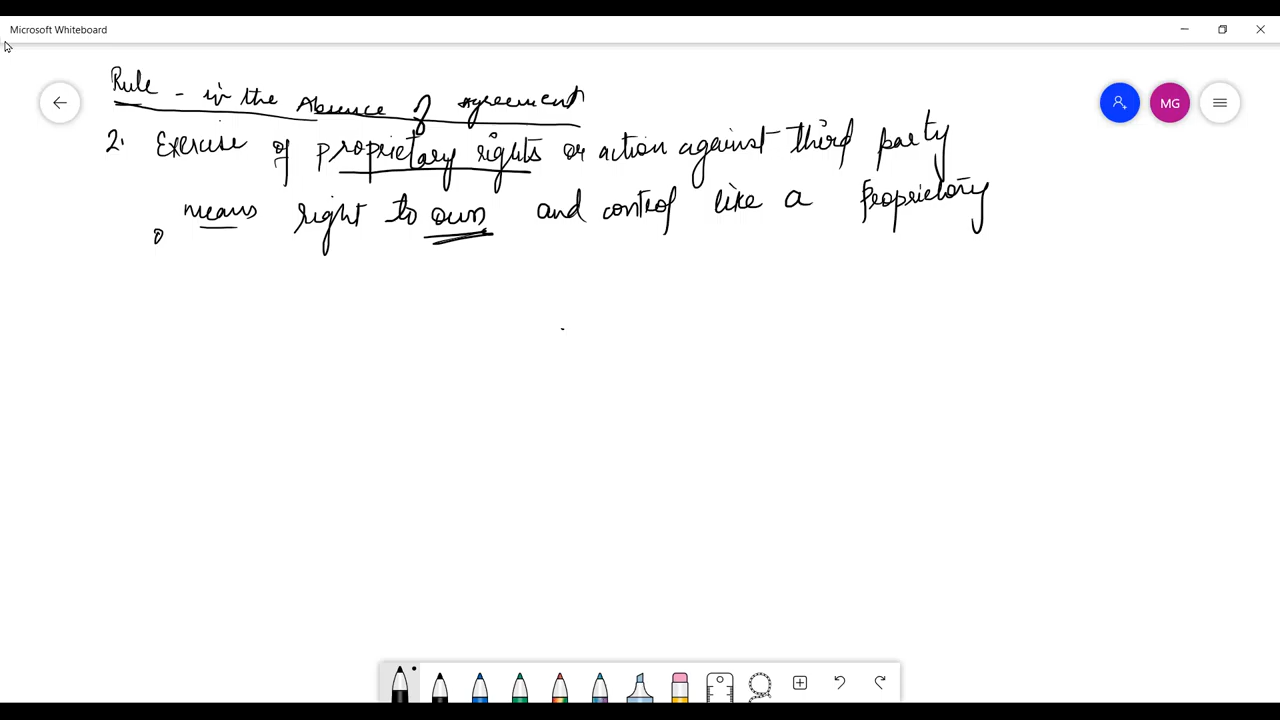 Microsoft Whiteboard
Rule - in the Absence of Agreement
MG
2. Exercise of proprietary rights or action against third party
means right to own and control like a Proprietory